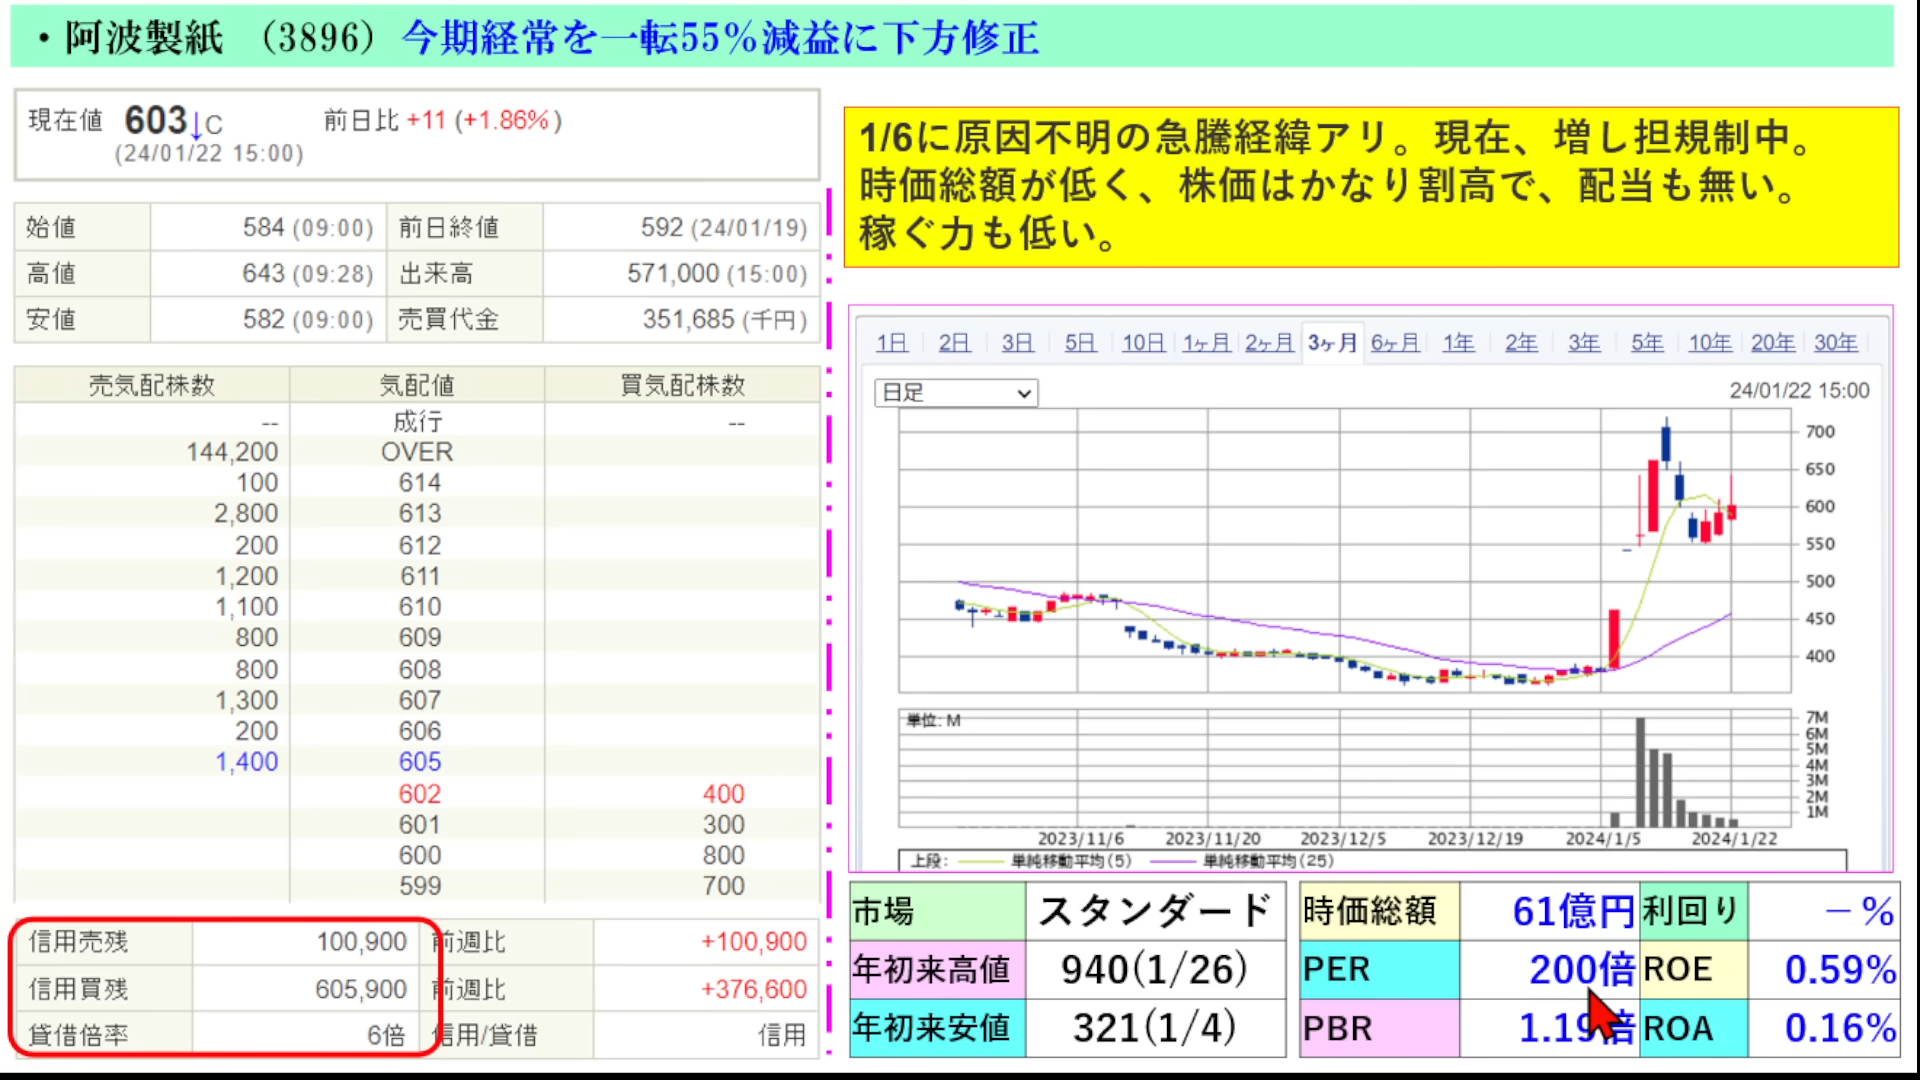 ・阿波製紙 (3896) 今期経常を一転55%減益に下方修正
現在値 603↓C 前日比 +11 (+1.86%)
(24/01/22 15:00)
始値 584 (09:00) 前日終値 592 (24/01/19)
高値 643 (09:28) 出来高 571,000 (15:00)
安値 582 (09:00) 売買代金 351,685 (千円)
売気配株数 気配値 買気配株数
-- 成行 --
144,200 OVER
100 614
2,800 613
200 612
1,200 611
1,100 610
800 609
800 608
1,300 607
200 606
1,400 605
602 400
601 300
600 800
599 700
信用売残 100,900 前週比 +100,900
信用買残 605,900 前週比 +376,600
貸借倍率 6倍 信用/貸借 信用
1/6に原因不明の急騰経緯アリ。現在、増し担規制中。
時価総額が低く、株価はかなり割高で、配当も無い。
稼ぐ力も低い。
1日 2日 3日 5日 10日 1ヶ月 2ヶ月 3ヶ月 6ヶ月 1年 2年 3年 5年 10年 20年 30年
日足 24/01/22 15:00
700
650
600
550
500
450
400
単位: M
7M
6M
5M
4M
3M
2M
1M
2023/11/6 2023/11/20 2023/12/5 2023/12/19 2024/1/5 2024/1/22
上段: 単純移動平均(5) 単純移動平均(25)
市場 スタンダード 時価総額 61億円 利回り －%
年初来高値 940(1/26) PER 200倍 ROE 0.59%
年初来安値 321(1/4) PBR 1.19倍 ROA 0.16%